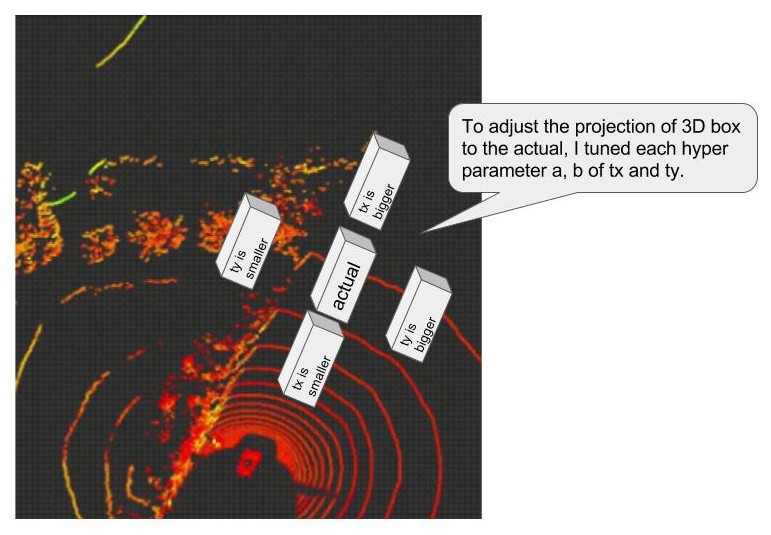 To adjust the projection of 3D box
to the actual, I tuned each hyper
parameter a, b of tx and ty.
tx is
bigger
ty is
smaller
actual
ty is
bigger
tx is
smaller